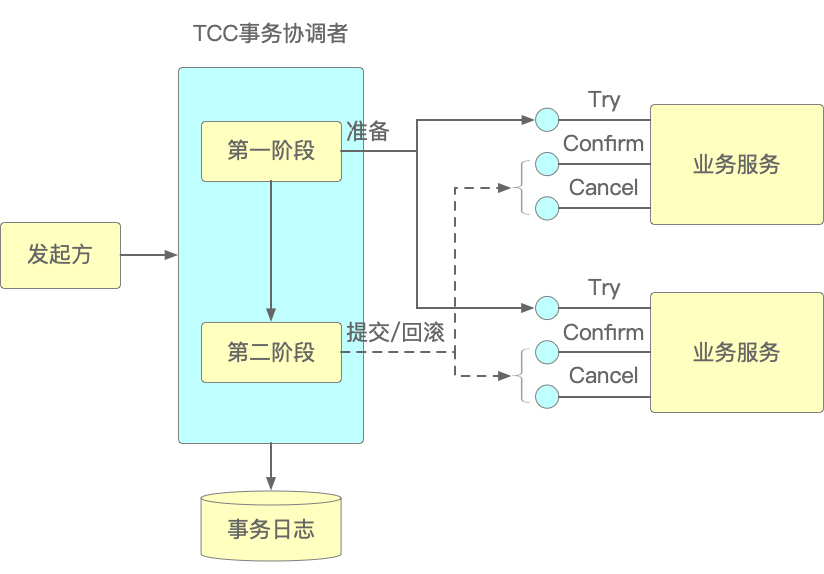 TCC事务协调者
发起方
第一阶段
准备
第二阶段
提交/回滚
事务日志
Try
Confirm
Cancel
业务服务
Try
Confirm
Cancel
业务服务